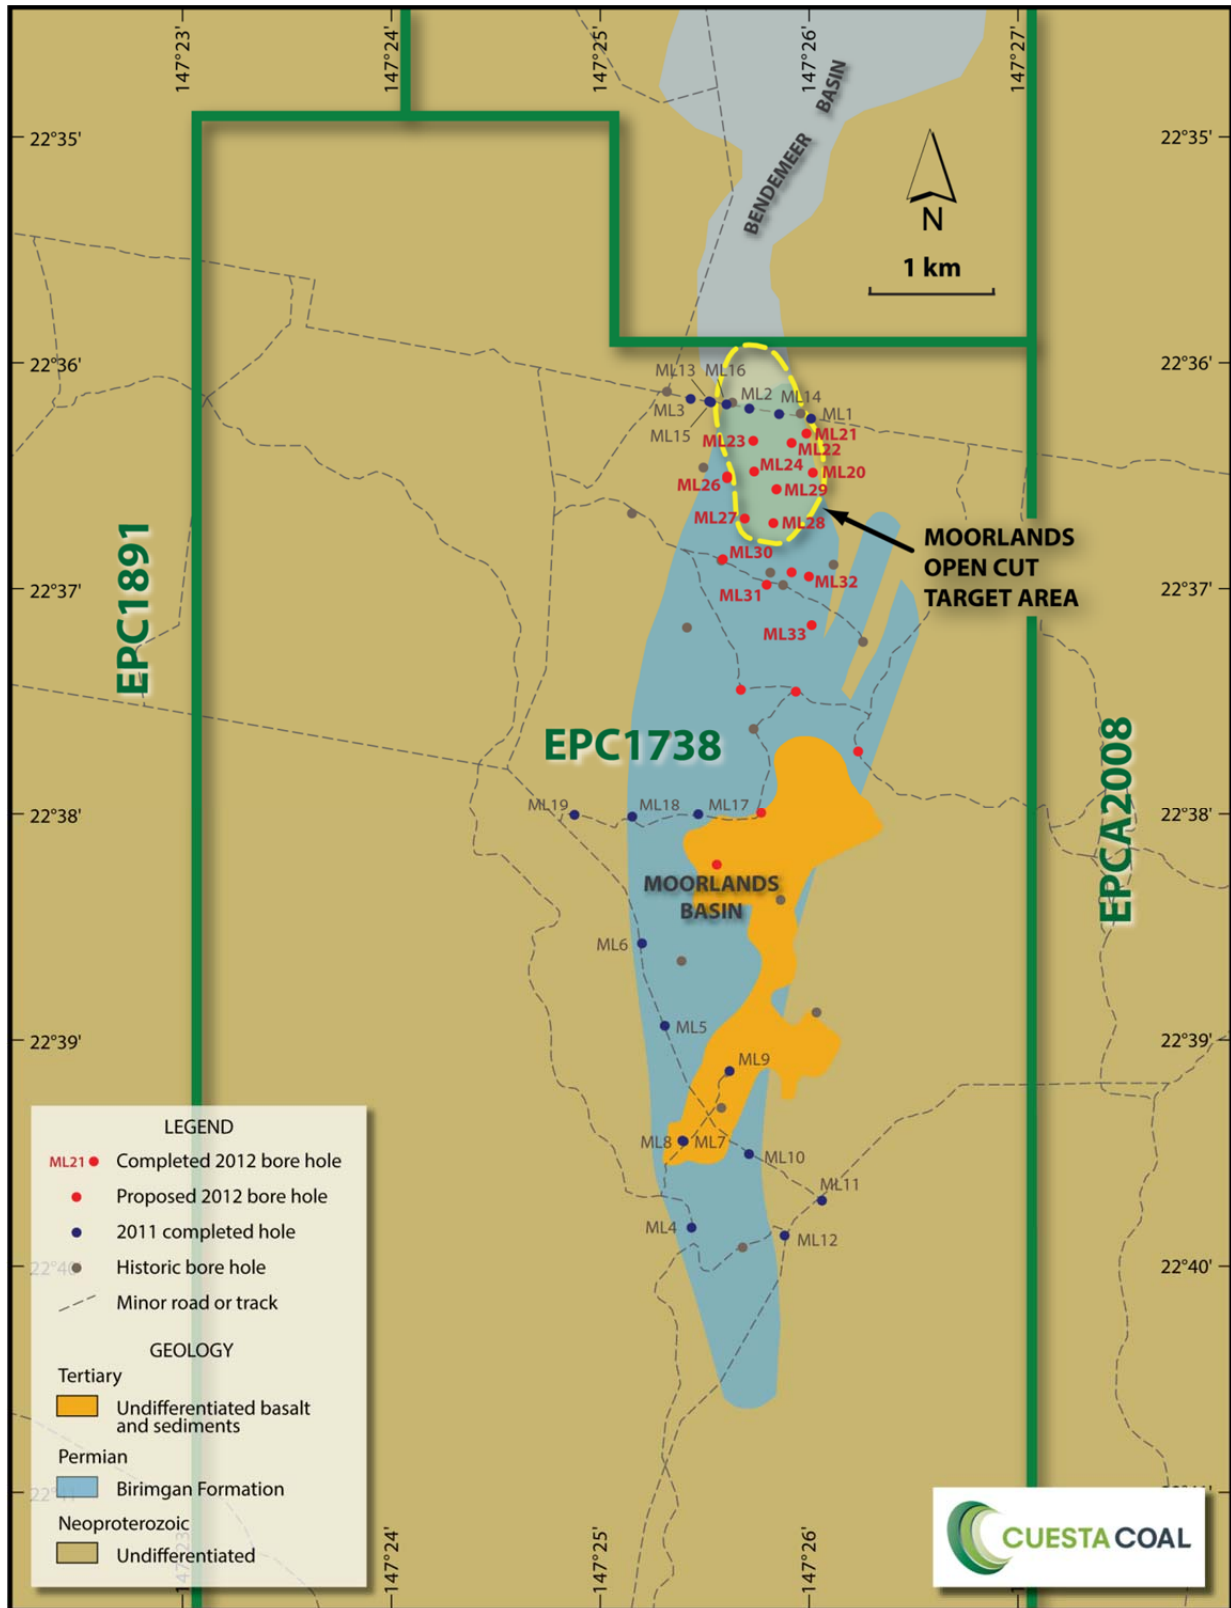 147°23'
147°24'
147°25'
147°26'
147°27'
BENDEMEER BASIN
22°35'
22°35'
N
1 km
22°36'
22°36'
ML13
ML16
ML2
ML14
ML3
ML1
ML15
ML21
ML23
ML22
ML24
ML20
ML26
ML29
ML27
ML28
MOORLANDS
OPEN CUT
TARGET AREA
ML30
22°37'
22°37'
ML32
ML31
ML33
EPC1891
EPC1738
EPCA2008
ML19
ML18
ML17
22°38'
22°38'
MOORLANDS
BASIN
ML6
ML5
22°39'
22°39'
ML9
ML8
ML7
ML10
ML11
ML4
ML12
22°40'
22°40'
LEGEND
ML21
Completed 2012 bore hole
Proposed 2012 bore hole
2011 completed hole
Historic bore hole
Minor road or track
GEOLOGY
Tertiary
Undifferentiated basalt
and sediments
Permian
Birimgan Formation
Neoproterozoic
Undifferentiated
147°24'
147°25'
147°26'
CUESTA COAL